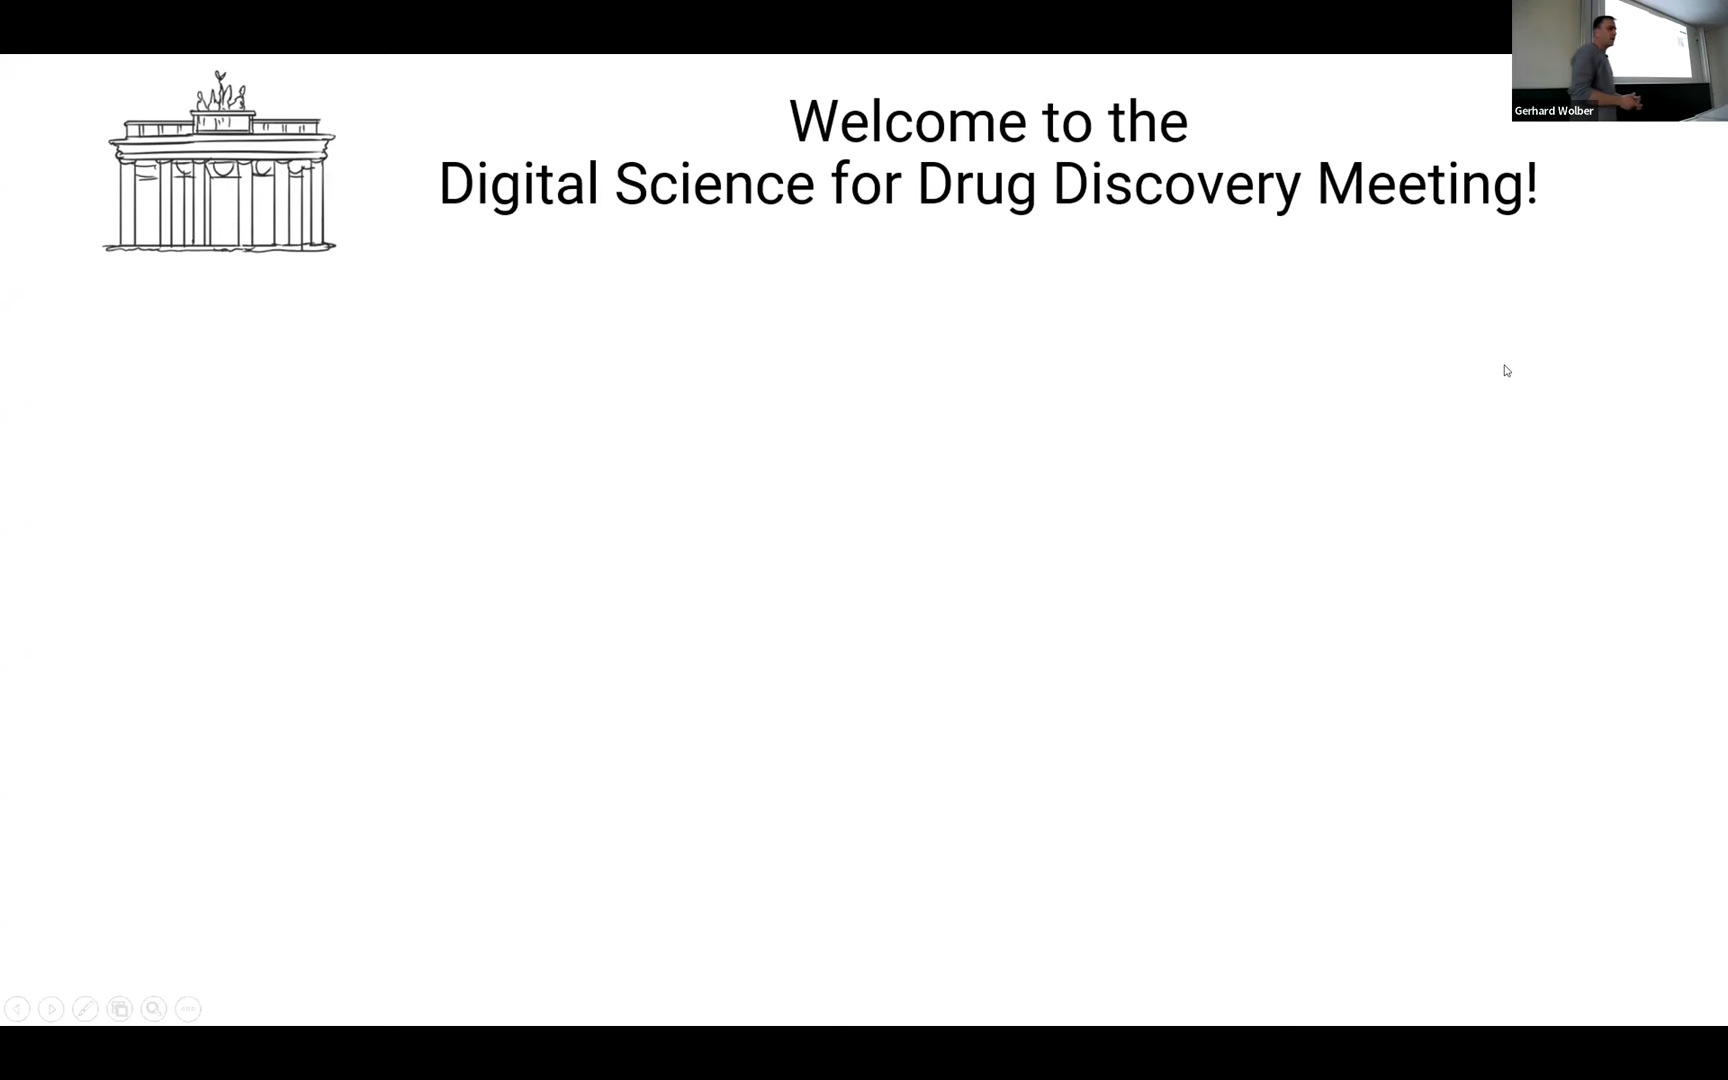 Welcome to the
Digital Science for Drug Discovery Meeting!
Gerhard Wolber